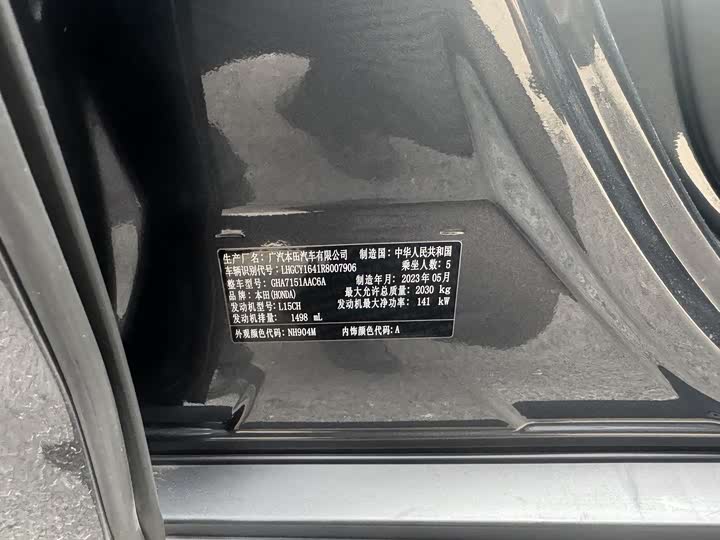 生产厂名：广汽本田汽车有限公司 制造国：中华人民共和国
车辆识别代号：LHGCY1641R8007906 乘坐人数：5
整车型号：GHA7151AAC6A 制造年月：2023年05月
品牌：本田(HONDA) 最大允许总质量：2030 kg
发动机型号：L15CH 发动机最大净功率：141 kW
发动机排量：1498 mL
外观颜色代码：NH904M 内饰颜色代码：A